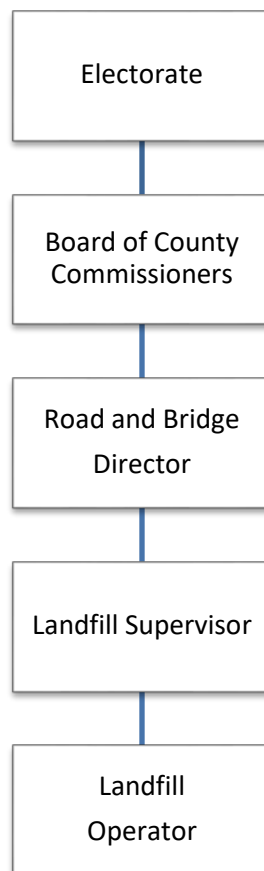 Electorate
Board of County
Commissioners
Road and Bridge
Director
Landfill Supervisor
Landfill
Operator